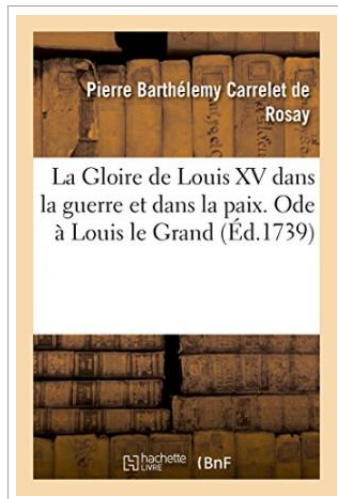 Pierre Barthélemy Carrelet de
Rosay
La Gloire de Louis XV dans
la guerre et dans la paix. Ode
à Louis le Grand (Éd.1739)
hachette
LIVRE
(BnF